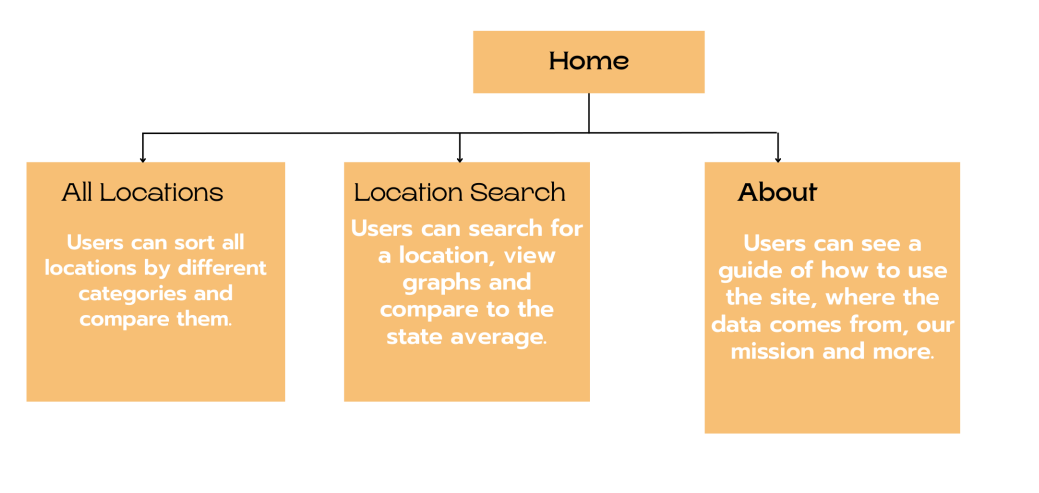 Home
All Locations
Users can sort all
locations by different
categories and
compare them.
Location Search
Users can search for
a location, view
graphs and
compare to the
state average.
About
Users can see a
guide of how to use
the site, where the
data comes from, our
mission and more.